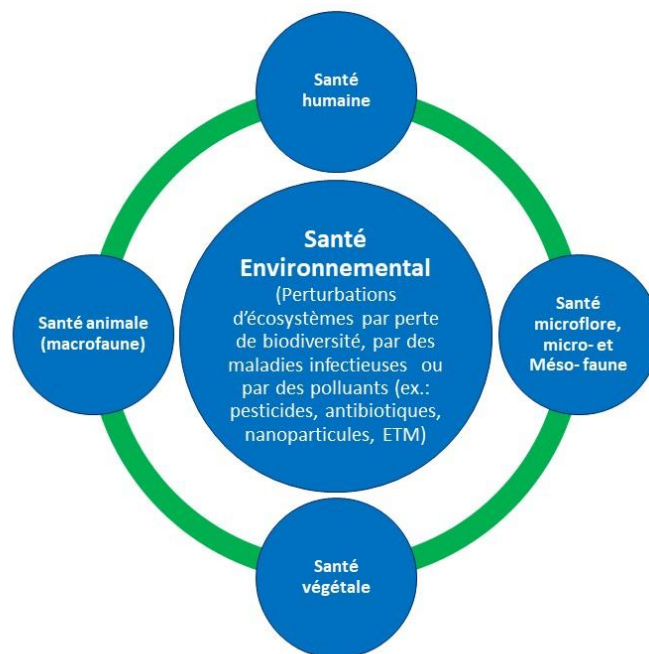 Santé
humaine
Santé
Environnemental
(Perturbations
d'écosystèmes par perte
de biodiversité, par des
maladies infectieuses ou
par des polluants (ex.:
pesticides, antibiotiques,
nanoparticules, ETM)
Santé animale
(macrofaune)
Santé
microflore,
micro- et
Méso- faune
Santé
végétale